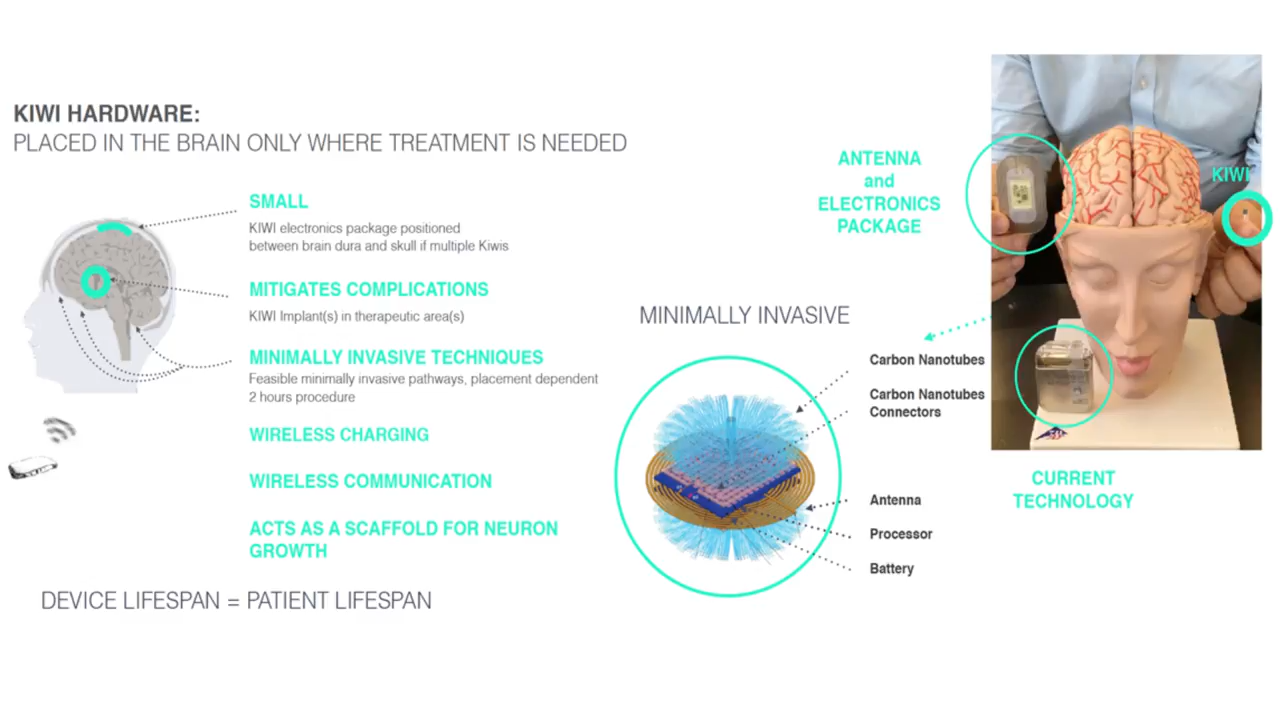 KIWI HARDWARE:
PLACED IN THE BRAIN ONLY WHERE TREATMENT IS NEEDED
SMALL
KIWI electronics package positioned
between brain dura and skull if multiple Kiwis
MITIGATES COMPLICATIONS
KIWI Implant(s) in therapeutic area(s)
MINIMALLY INVASIVE TECHNIQUES
Feasible minimally invasive pathways, placement dependent
2 hours procedure
WIRELESS CHARGING
WIRELESS COMMUNICATION
ACTS AS A SCAFFOLD FOR NEURON
GROWTH
DEVICE LIFESPAN = PATIENT LIFESPAN
MINIMALLY INVASIVE
Carbon Nanotubes
Carbon Nanotubes
Connectors
Antenna
Processor
Battery
ANTENNA
and
ELECTRONICS
PACKAGE
KIWI
CURRENT
TECHNOLOGY